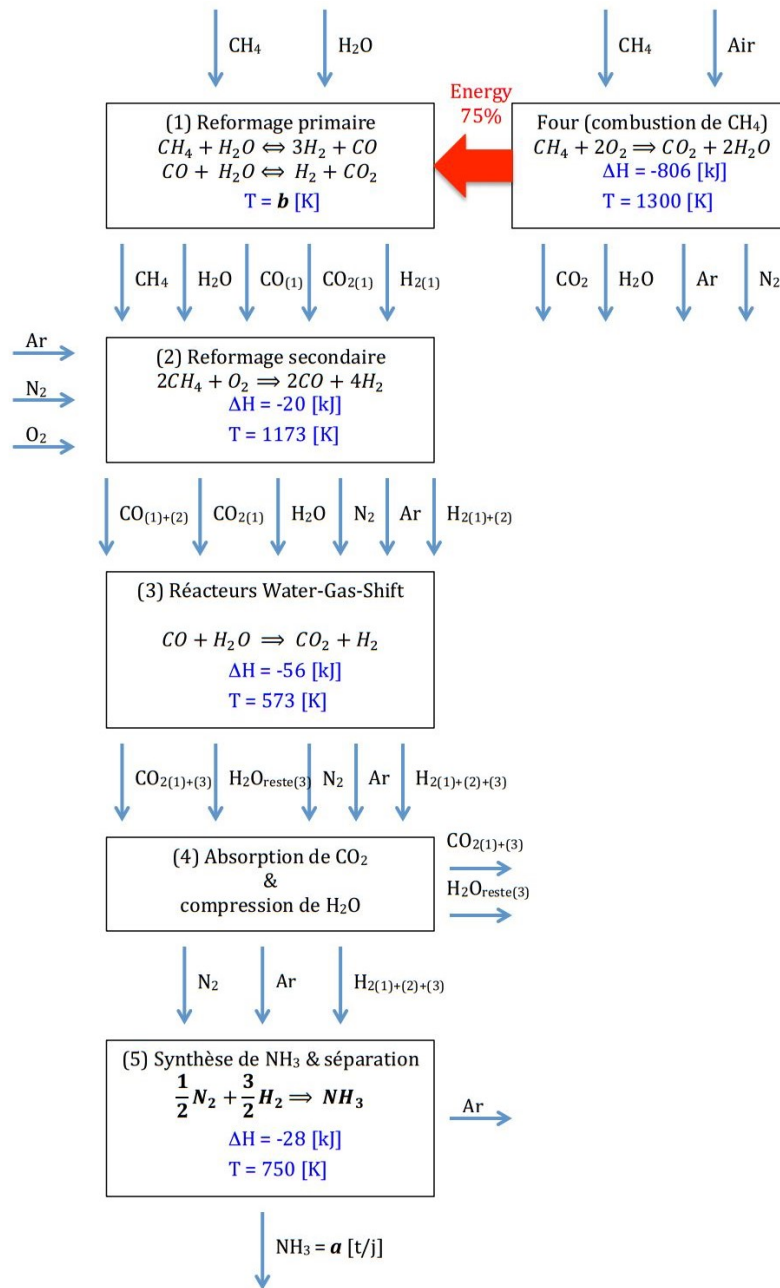 CH₄ H₂O CH₄ Air
Energy
75%
(1) Reformage primaire
CH₄ + H₂O ⇔ 3H₂ + CO
CO + H₂O ⇔ H₂ + CO₂
T = b [K]
Four (combustion de CH₄)
CH₄ + 2O₂ ⇒ CO₂ + 2H₂O
ΔH = -806 [kJ]
T = 1300 [K]
CH₄ H₂O CO₍₁₎ CO₂₍₁₎ H₂₍₁₎
CO₂ H₂O Ar N₂
Ar
N₂
O₂
(2) Reformage secondaire
2CH₄ + O₂ ⇒ 2CO + 4H₂
ΔH = -20 [kJ]
T = 1173 [K]
CO₍₁₎₊₍₂₎ CO₂₍₁₎ H₂O N₂ Ar H₂₍₁₎₊₍₂₎
(3) Réacteurs Water-Gas-Shift
CO + H₂O ⟹ CO₂ + H₂
ΔH = -56 [kJ]
T = 573 [K]
CO₂₍₁₎₊₍₃₎ H₂Oreste(3) N₂ Ar H₂₍₁₎₊₍₂₎₊₍₃₎
(4) Absorption de CO₂
&
compression de H₂O
CO₂₍₁₎₊₍₃₎
H₂Oreste(3)
N₂ Ar H₂₍₁₎₊₍₂₎₊₍₃₎
(5) Synthèse de NH₃ & séparation
1/2 N₂ + 3/2 H₂ ⟹ NH₃
ΔH = -28 [kJ]
T = 750 [K]
Ar
NH₃ = a [t/j]